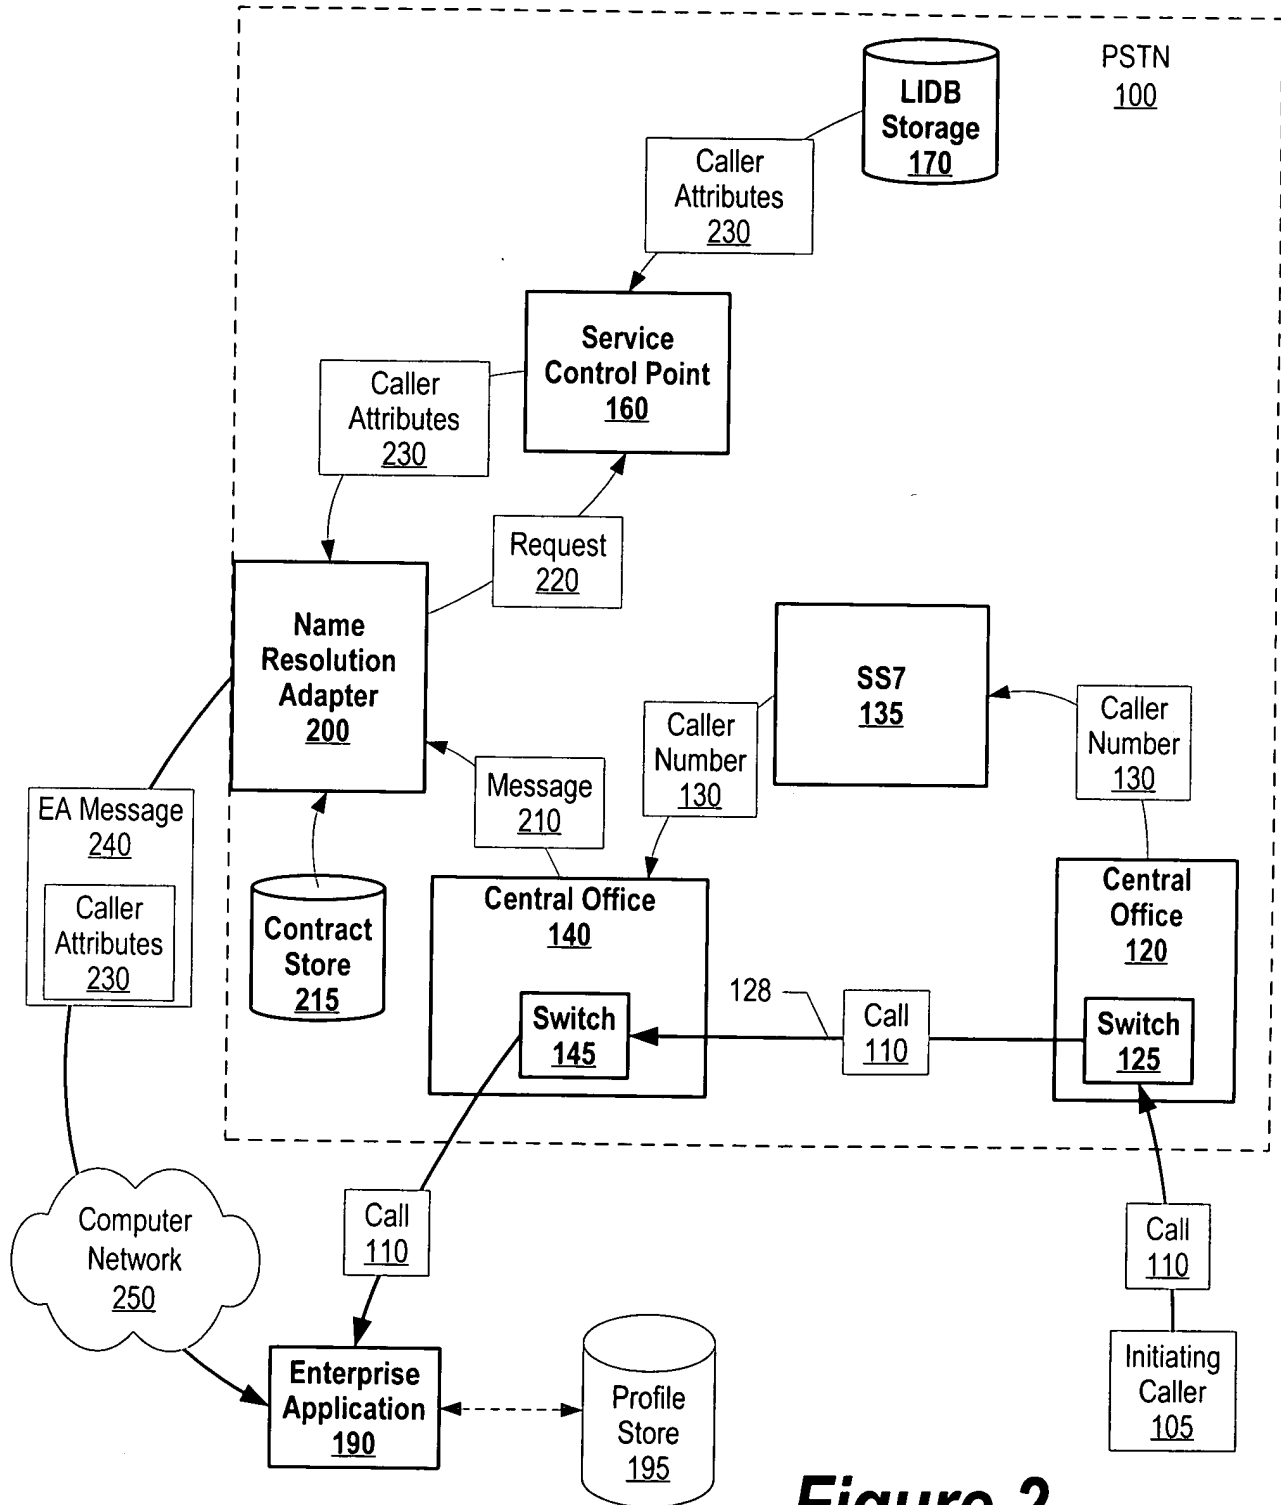 PSTN
100
LIDB
Storage
170
Caller
Attributes
230
Service
Control Point
160
Caller
Attributes
230
Request
220
Name
Resolution
Adapter
200
SS7
135
Caller
Number
130
Caller
Number
130
Message
210
EA Message
240
Caller
Attributes
230
Contract
Store
215
Central Office
140
Switch
145
128
Call
110
Central
Office
120
Switch
125
Call
110
Call
110
Computer
Network
250
Enterprise
Application
190
Profile
Store
195
Initiating
Caller
105
Figure 2